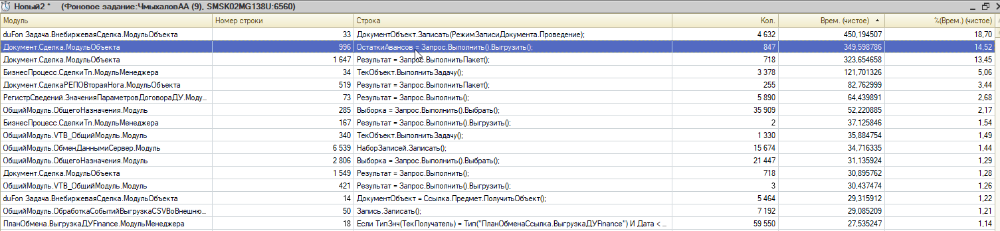 Новый2 * (Фоновое задание:ЧмыхаловАА (9), SMSK02MG138U:6560)
Модуль Номер строки Строка Кол. Врем. (чистое) %(Врем.) (чистое)
duFon Задача.ВнебиржеваяСделка.МодульОбъекта 33 ДокументОбъект.Записать(РежимЗаписиДокумента.Проведение); 4 632 450,194507 18,70
Документ.Сделка.МодульОбъекта 996 ОстаткиАвансов = Запрос.Выполнить().Выгрузить(); 847 349,598786 14,52
Документ.Сделка.МодульОбъекта 1 647 Результат = Запрос.ВыполнитьПакет(); 718 323,654658 13,45
БизнесПроцесс.СделкиТп.МодульМенеджера 34 ТекОбъект.ВыполнитьЗадачу(); 3 378 121,701326 5,06
Документ.СделкаРЕПОВтораяНога.МодульОбъекта 519 Результат = Запрос.ВыполнитьПакет(); 255 82,762999 3,44
РегистрСведений.ЗначенияПараметровДоговораДУ.Моду... 73 Результат = Запрос.Выполнить(); 5 890 64,439891 2,68
ОбщийМодуль.ОбщегоНазначения.Модуль 285 Выборка = Запрос.Выполнить().Выбрать(); 35 909 52,220885 2,17
БизнесПроцесс.СделкиТп.МодульМенеджера 167 Результат = Запрос.Выполнить().Выгрузить(); 2 37,125846 1,54
ОбщийМодуль.VTB_ОбщийМодуль.Модуль 340 ТекОбъект.ВыполнитьЗадачу(); 1 330 35,884754 1,49
ОбщийМодуль.ОбменДаннымиСервер.Модуль 6 539 НаборЗаписей.Записать(); 15 674 34,716335 1,44
ОбщийМодуль.ОбщегоНазначения.Модуль 2 806 Выборка = Запрос.Выполнить().Выбрать(); 21 447 31,135924 1,29
Документ.Сделка.МодульОбъекта 1 549 Результат = Запрос.Выполнить(); 718 30,895762 1,28
ОбщийМодуль.VTB_ОбщийМодуль.Модуль 421 Результат = Запрос.Выполнить().Выгрузить(); 3 30,437474 1,26
duFon Задача.ВнебиржеваяСделка.МодульОбъекта 14 ДокументОбъект = Ссылка.Предмет.ПолучитьОбъект(); 5 464 29,315912 1,22
ОбщийМодуль.ОбработкаСобытийВыгрузкаCSVВоВнешню... 50 Запись.Записать(); 7 192 29,085209 1,21
ПланОбмена.ВыгрузкаДУFinance.МодульМенеджера 18 Если ТипЗнч(ТекПолучатель) = Тип("ПланОбменаСсылка.ВыгрузкаДУFinance") И Дата < ... 59 550 27,535247 1,14